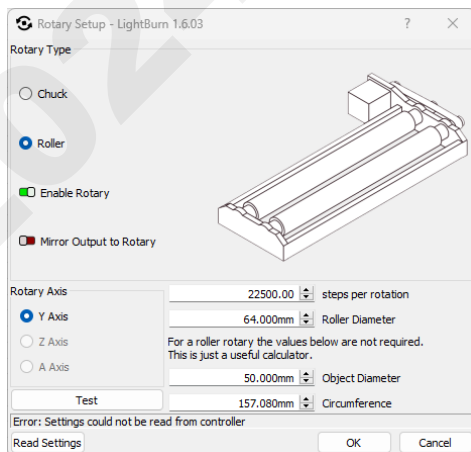 Rotary Setup - LightBurn 1.6.03
Rotary Type
Chuck
Roller
Enable Rotary
Mirror Output to Rotary
Rotary Axis
Y Axis
Z Axis
A Axis
Test
22500.00 steps per rotation
64.000mm Roller Diameter
For a roller rotary the values below are not required.
This is just a useful calculator.
50.000mm Object Diameter
157.080mm Circumference
Error: Settings could not be read from controller
Read Settings
OK
Cancel